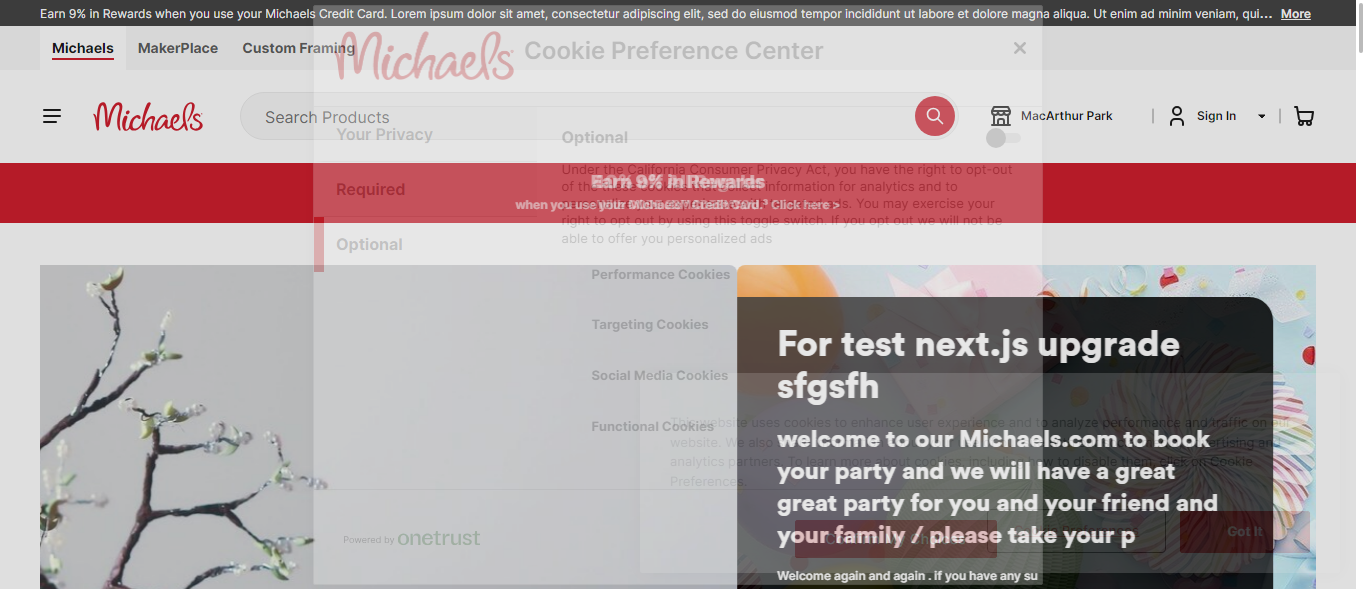 Earn 9% in Rewards when you use your Michaels Credit Card. Lorem ipsum dolor sit amet, consectetur adipiscing elit, sed do eiusmod tempor incididunt ut labore et dolore magna aliqua. Ut enim ad minim veniam, qui... More
Michaels MakerPlace Custom Framing
Michaels Cookie Preference Center
Michaels
Search Products
MacArthur Park
Sign In
Your Privacy
Required
Optional
Optional
Under the California Consumer Privacy Act, you have the right to opt-out
of the these cookies that collect information for analytics and to
ads. You may exercise your
right to opt out by using this toggle switch. If you opt out we will not be
able to offer you personalized ads
Earn 9% in Rewards
when you use your Michaels Credit Card.³ Click here >
Performance Cookies
Targeting Cookies
Social Media Cookies
Functional Cookies
Powered by onetrust
For test next.js upgrade
sfgsfh
welcome to our Michaels.com to book
your party and we will have a great
great party for you and your friend and
your family / please take your p
Welcome again and again . if you have any su
This website uses cookies to enhance user experience and to analyze performance and traffic on our
website. We also
analytics partners. To learn more about cookies, including how to disable them, click on Cookie
Preferences.
Got It